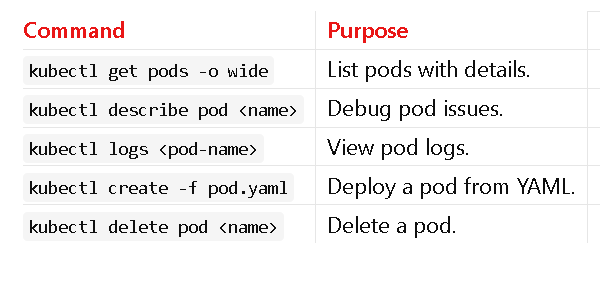 Command Purpose
kubectl get pods -o wide List pods with details.
kubectl describe pod <name> Debug pod issues.
kubectl logs <pod-name> View pod logs.
kubectl create -f pod.yaml Deploy a pod from YAML.
kubectl delete pod <name> Delete a pod.